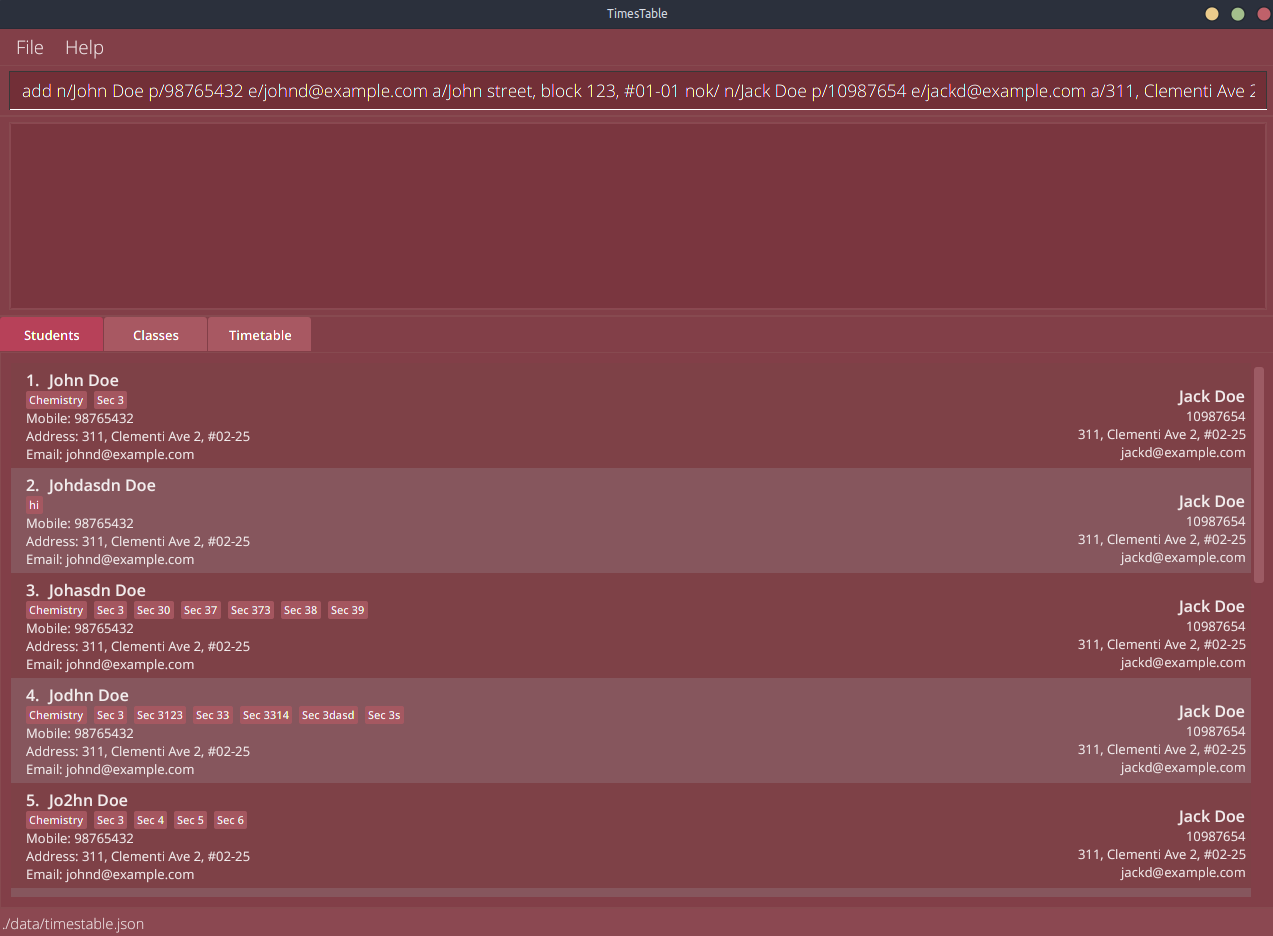 TimesTable
File Help
add n/John Doe p/98765432 e/johnd@example.com a/John street, block 123, #01-01 nok/ n/Jack Doe p/10987654 e/jackd@example.com a/311, Clementi Ave 2
Students Classes Timetable
1. John Doe
Chemistry Sec 3
Mobile: 98765432
Address: 311, Clementi Ave 2, #02-25
Email: johnd@example.com
Jack Doe
10987654
311, Clementi Ave 2, #02-25
jackd@example.com
2. Johdasdn Doe
hi
Mobile: 98765432
Address: 311, Clementi Ave 2, #02-25
Email: johnd@example.com
Jack Doe
10987654
311, Clementi Ave 2, #02-25
jackd@example.com
3. Johasdn Doe
Chemistry Sec 3 Sec 30 Sec 37 Sec 373 Sec 38 Sec 39
Mobile: 98765432
Address: 311, Clementi Ave 2, #02-25
Email: johnd@example.com
Jack Doe
10987654
311, Clementi Ave 2, #02-25
jackd@example.com
4. Jodhn Doe
Chemistry Sec 3 Sec 3123 Sec 33 Sec 3314 Sec 3dasd Sec 3s
Mobile: 98765432
Address: 311, Clementi Ave 2, #02-25
Email: johnd@example.com
Jack Doe
10987654
311, Clementi Ave 2, #02-25
jackd@example.com
5. Jo2hn Doe
Chemistry Sec 3 Sec 4 Sec 5 Sec 6
Mobile: 98765432
Address: 311, Clementi Ave 2, #02-25
Email: johnd@example.com
Jack Doe
10987654
311, Clementi Ave 2, #02-25
jackd@example.com
./data/timestable.json